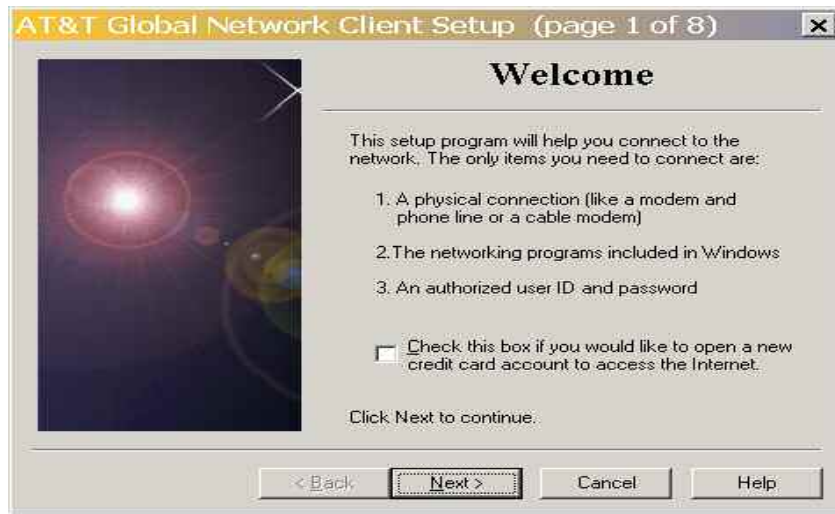 AT&T Global Network Client Setup (page 1 of 8)
Welcome
This setup program will help you connect to the
network. The only items you need to connect are:
1. A physical connection (like a modem and
phone line or a cable modem)
2.The networking programs included in Windows
3. An authorized user ID and password
Check this box if you would like to open a new
credit card account to access the Internet.
Click Next to continue.
< Back
Next >
Cancel
Help